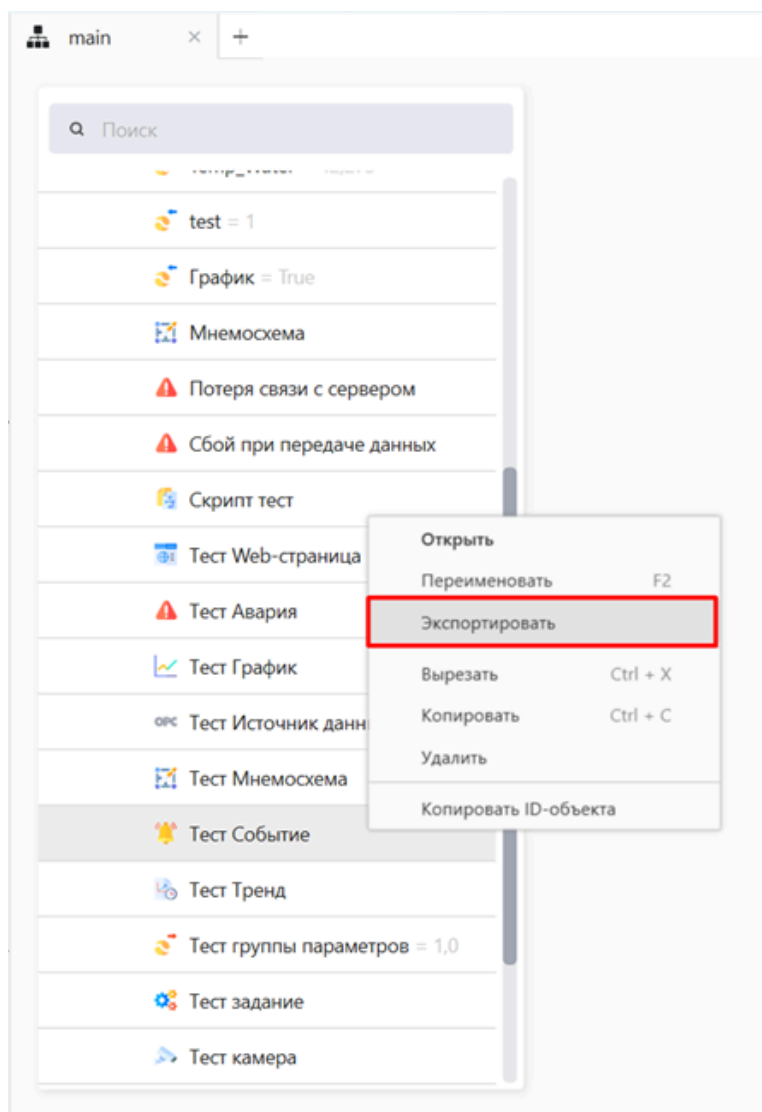 main × +
Поиск
test = 1
График = True
Мнемосхема
Потеря связи с сервером
Сбой при передаче данных
Скрипт тест
Тест Web-страница
Тест Авария
Тест График
OPC Тест Источник данн
Тест Мнемосхема
Тест Событие
Тест Тренд
Тест группы параметров = 1,0
Тест задание
Тест камера
Открыть
Переименовать F2
Экспортировать
Вырезать Ctrl + X
Копировать Ctrl + C
Удалить
Копировать ID-объекта